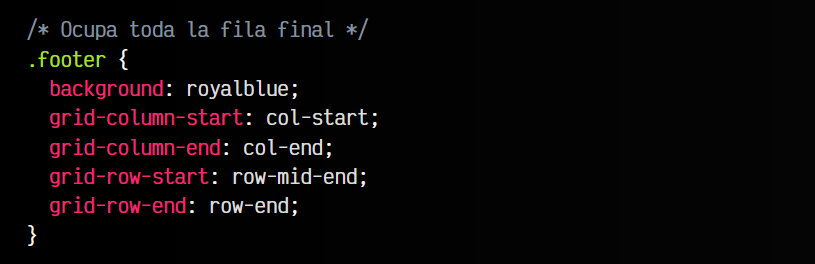 /* Ocupa toda la fila final */
.footer {
  background: royalblue;
  grid-column-start: col-start;
  grid-column-end: col-end;
  grid-row-start: row-mid-end;
  grid-row-end: row-end;
}